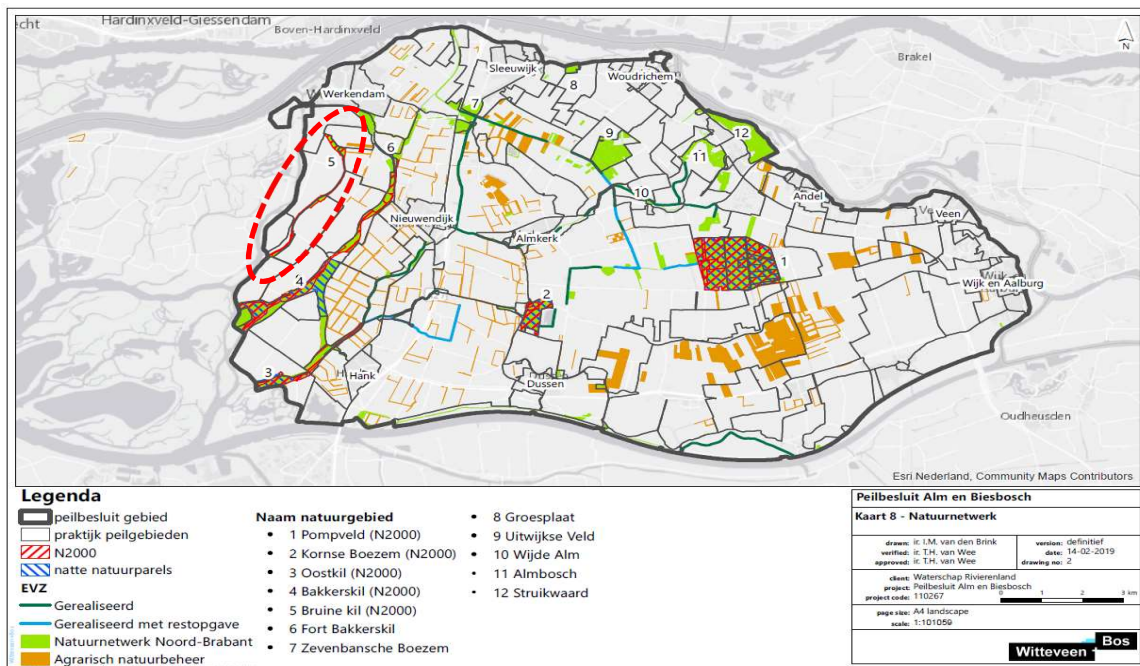 echt
Hardinxveld-Giessendam
Boven-Hardinxveld
N
Sleeuwijk
8
Woudrichem
Brakel
Werkendam
7
12
9
6
11
5
10
Andel
Nieuwendijk
Almkerk
Veen
1
4
Wijk en Aalburg
2
3
Hank
Dussen
Oudheusden
Esri Nederland, Community Maps Contributors
Legenda
peilbesluit gebied
praktijk peilgebieden
N2000
natte natuurparels
EVZ
Gerealiseerd
Gerealiseerd met restopgave
Natuurnetwerk Noord-Brabant
Agrarisch natuurbeheer
Naam natuurgebied
• 1 Pompveld (N2000)
• 2 Kornse Boezem (N2000)
• 3 Oostkil (N2000)
• 4 Bakkerskil (N2000)
• 5 Bruine kil (N2000)
• 6 Fort Bakkerskil
• 7 Zevenbansche Boezem
• 8 Groesplaat
• 9 Uitwijkse Veld
• 10 Wijde Alm
• 11 Almbosch
• 12 Struikwaard
Peilbesluit Alm en Biesbosch
Kaart 8 - Natuurnetwerk
drawn: ir. I.M. van den Brink version: definitief
verified: ir. T.H. van Wee date: 14-02-2019
approved: ir. T.H. van Wee drawing no: 2
client: Waterschap Rivierenland
project: Peilbesluit Alm en Biesbosch
project code: 110267
0 1 2 3 km
page size: A4 landscape
scale: 1:101059
Witteveen + Bos